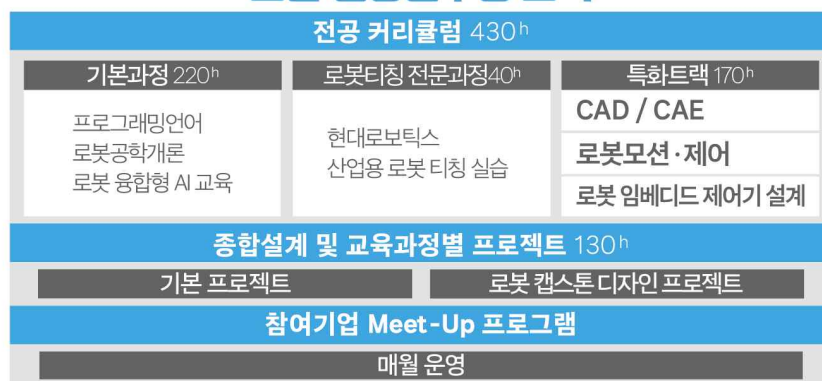 전공 커리큘럼 430h
기본과정 220h
프로그래밍언어
로봇공학개론
로봇 융합형 AI 교육
로봇티칭 전문과정40h
현대로보틱스
산업용 로봇 티칭 실습
특화트랙 170h
CAD / CAE
로봇모션·제어
로봇 임베디드 제어기 설계
종합설계 및 교육과정별 프로젝트 130h
기본 프로젝트
로봇 캡스톤 디자인 프로젝트
참여기업 Meet-Up 프로그램
매월 운영